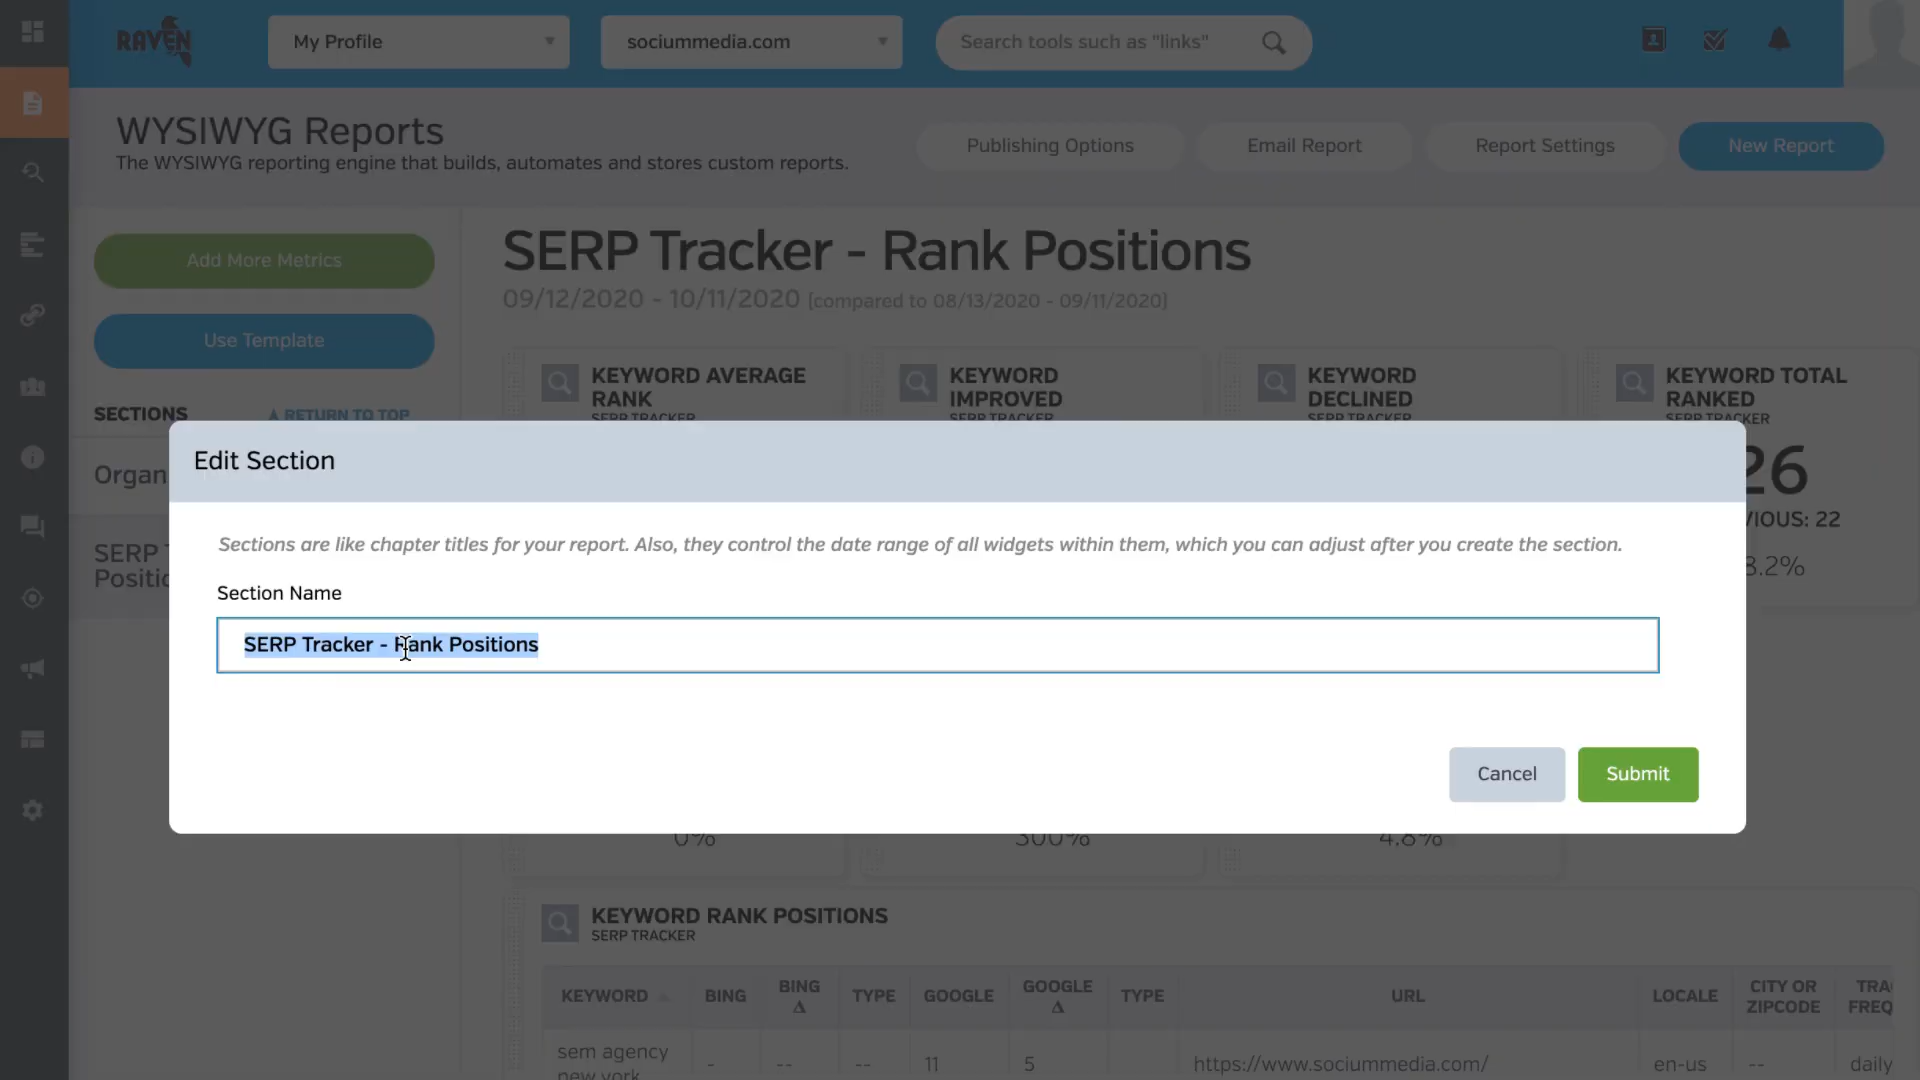 RAVEN
My Profile
sociummedia.com
Search tools such as "links"
WYSIWYG Reports
The WYSIWYG reporting engine that builds, automates and stores custom reports.
Publishing Options
Email Report
Report Settings
New Report
Add More Metrics
Use Template
SECTIONS
RETURN TO TOP
Organ
SERP T
Positio
SERP Tracker - Rank Positions
09/12/2020 - 10/11/2020 [compared to 08/13/2020 - 09/11/2020]
KEYWORD AVERAGE
RANK
SERP TRACKER
KEYWORD
IMPROVED
SERP TRACKER
KEYWORD
DECLINED
SERP TRACKER
KEYWORD TOTAL
RANKED
SERP TRACKER
26
VIOUS: 22
8.2%
Edit Section
Sections are like chapter titles for your report. Also, they control the date range of all widgets within them, which you can adjust after you create the section.
Section Name
SERP Tracker - Rank Positions
Cancel
Submit
0%
300%
4.8%
KEYWORD RANK POSITIONS
SERP TRACKER
KEYWORD
BING
BING
Δ
TYPE
GOOGLE
GOOGLE
Δ
TYPE
URL
LOCALE
CITY OR
ZIPCODE
TRA
FREQ
sem agency
new york
-
--
--
11
5
https://www.sociummedia.com/
en-us
--
daily